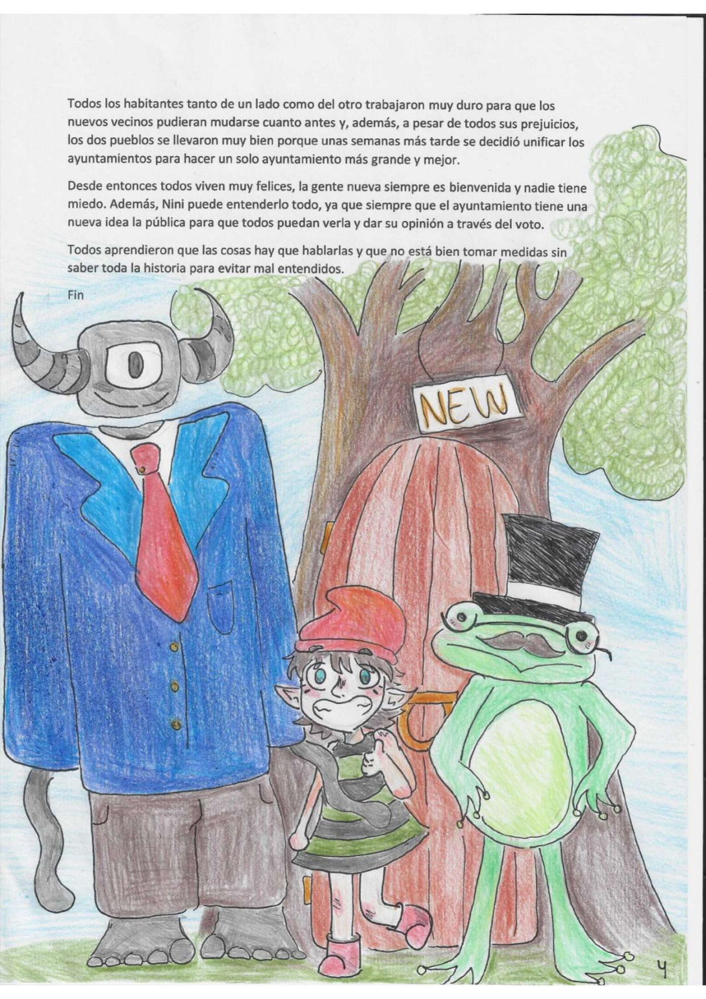 Todos los habitantes tanto de un lado como del otro trabajaron muy duro para que los
nuevos vecinos pudieran mudarse cuanto antes y, además, a pesar de todos sus prejuicios,
los dos pueblos se llevaron muy bien porque unas semanas más tarde se decidió unificar los
ayuntamientos para hacer un solo ayuntamiento más grande y mejor.
Desde entonces todos viven muy felices, la gente nueva siempre es bienvenida y nadie tiene
miedo. Además, Nini puede entenderlo todo, ya que siempre que el ayuntamiento tiene una
nueva idea la pública para que todos puedan verla y dar su opinión a través del voto.
Todos aprendieron que las cosas hay que hablarlas y que no está bien tomar medidas sin
saber toda la historia para evitar mal entendidos.
Fin
NEW
4